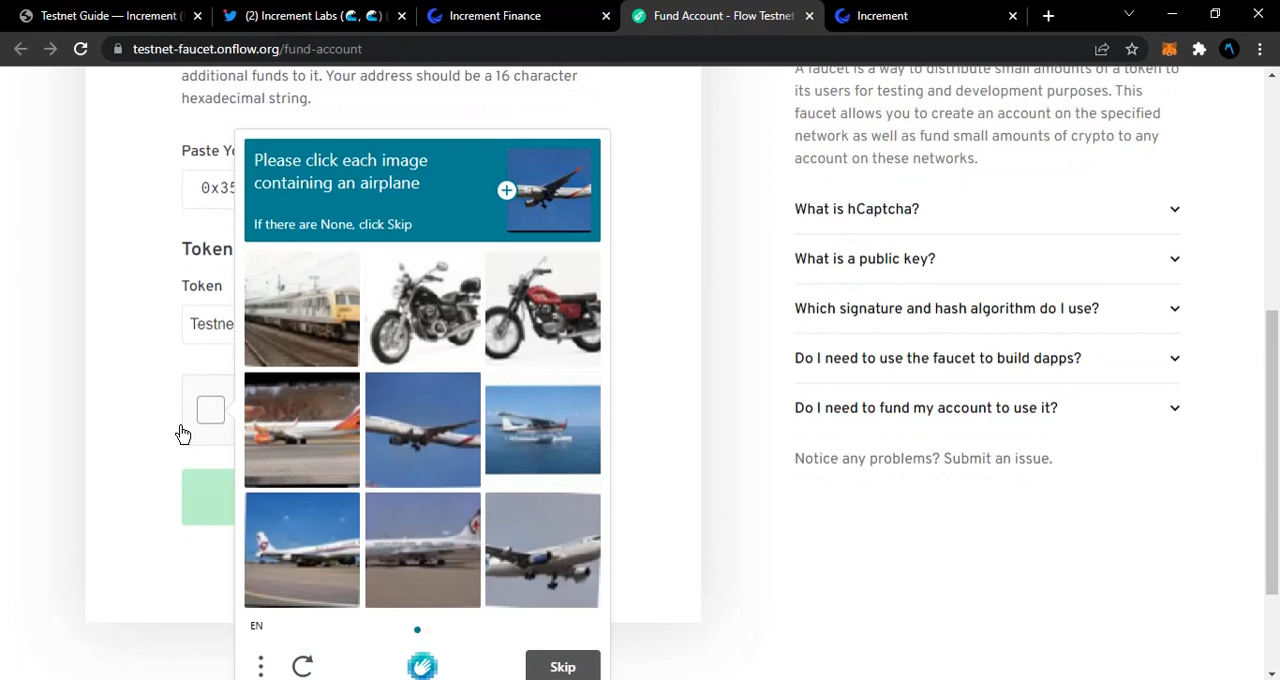 Testnet Guide — Increment (
(2) Increment Labs (🌊, 🌊) (
Increment Finance
Fund Account - Flow Testnet
Increment
testnet-faucet.onflow.org/fund-account
additional funds to it. Your address should be a 16 character
hexadecimal string.
Paste Yo
0x35
Token
Token
Testne
Please click each image
containing an airplane
If there are None, click Skip
EN
Skip
A faucet is a way to distribute small amounts of a token to
its users for testing and development purposes. This
faucet allows you to create an account on the specified
network as well as fund small amounts of crypto to any
account on these networks.
What is hCaptcha?
What is a public key?
Which signature and hash algorithm do I use?
Do I need to use the faucet to build dapps?
Do I need to fund my account to use it?
Notice any problems? Submit an issue.